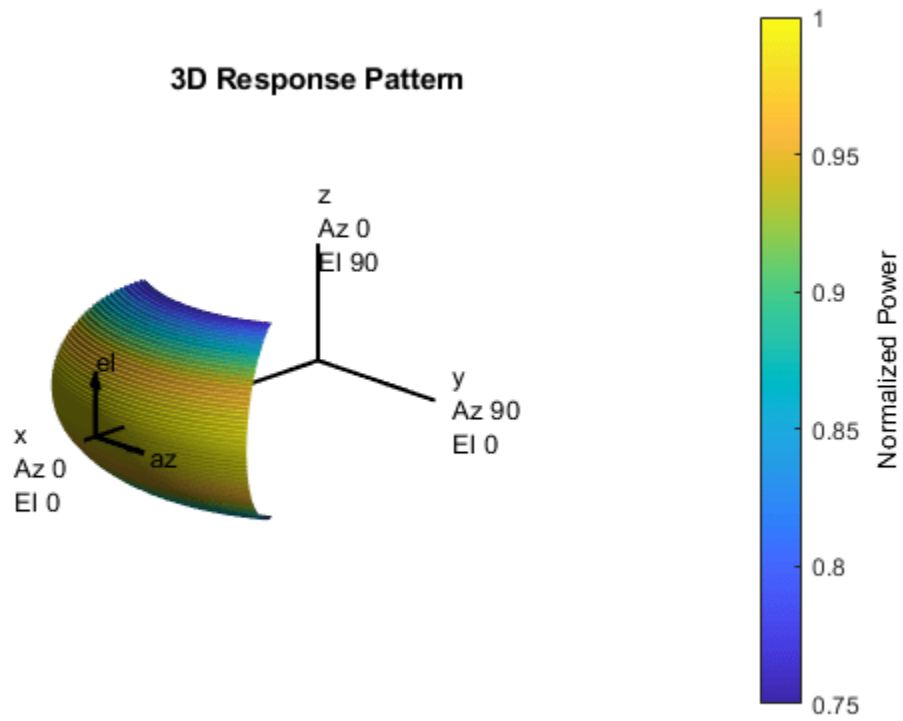 3D Response Pattern
z
Az 0
El 90
el
az
x
Az 0
El 0
y
Az 90
El 0
1
0.95
0.9
0.85
0.8
0.75
Normalized Power